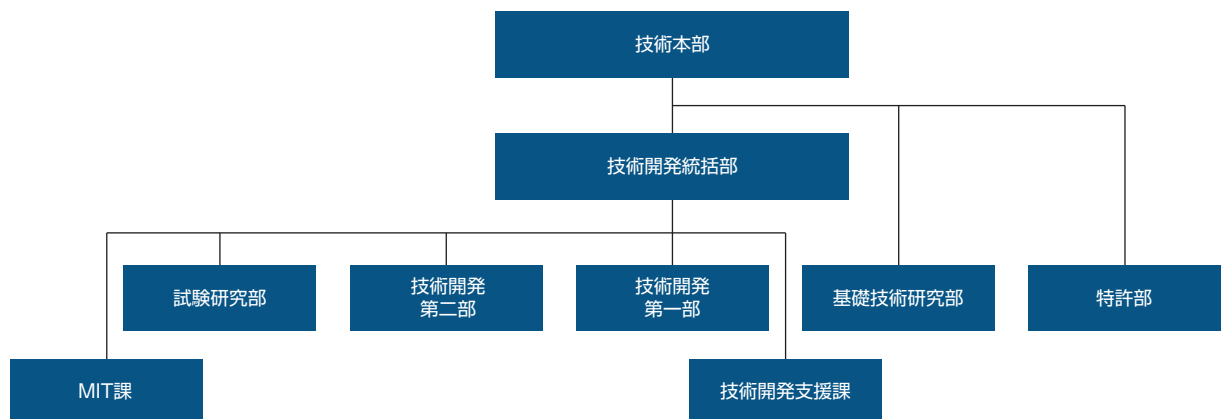 技術本部
技術開発統括部
試験研究部
技術開発
第二部
技術開発
第一部
基礎技術研究部
特許部
MIT課
技術開発支援課